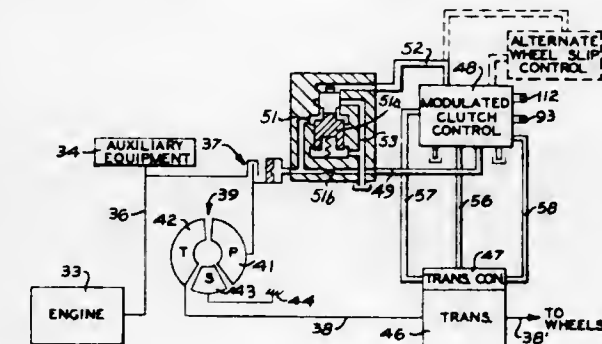 ALTERNATE
WHEEL SLIP
CONTROL
52
48
51
51a
53
MODULATED
CLUTCH
CONTROL
112
93
34
AUXILIARY
EQUIPMENT
37
51b
49
57
56
58
36
42
39
T
P
41
S
43
44
33
ENGINE
47
TRANS. CON.
TRANS.
38
46
38'
TO
WHEELS